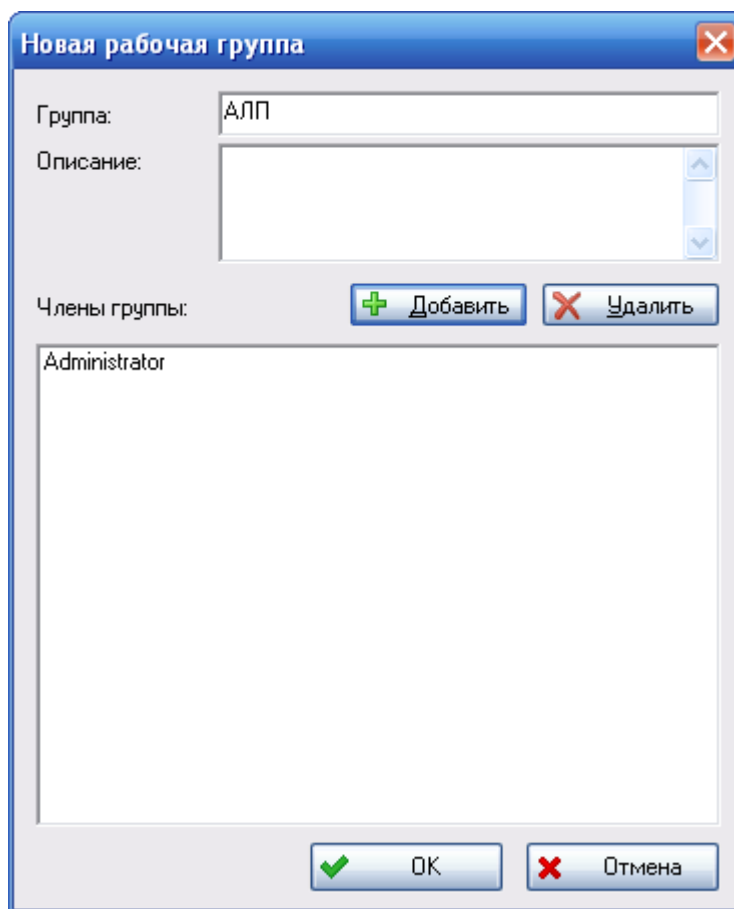 Новая рабочая группа
Группа: АЛП
Описание:
Члены группы: Добавить Удалить
Administrator
OK Отмена